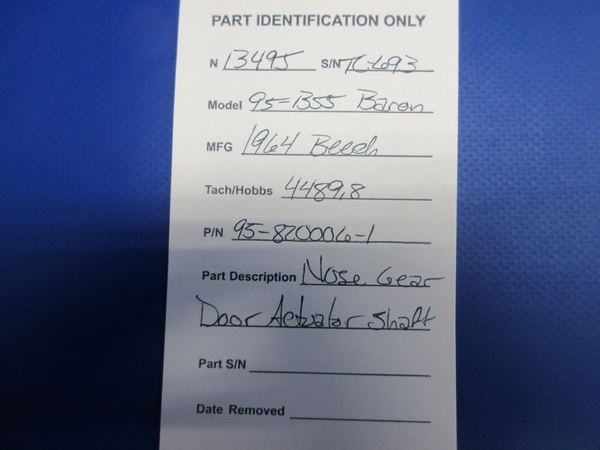 PART IDENTIFICATION ONLY
N 13495 S/N TC-693
Model 95-B55 Baron
MFG 1964 Beech
Tach/Hobbs 4489.8
P/N 95-820006-1
Part Description Nose Gear
Door Actuator Shaft
Part S/N
Date Removed